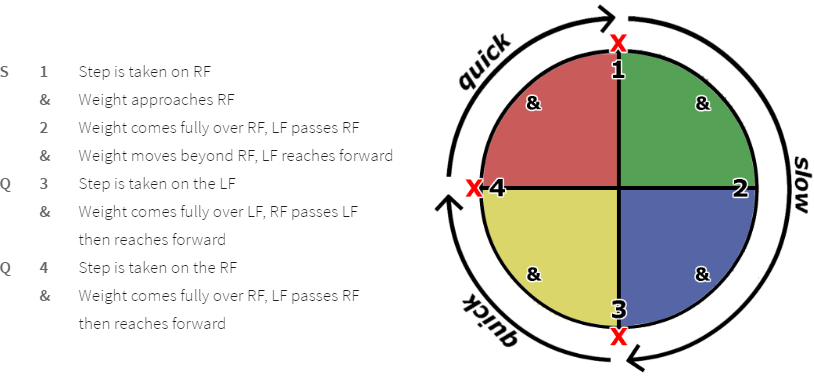 S 1 Step is taken on RF
& Weight approaches RF
2 Weight comes fully over RF, LF passes RF
& Weight moves beyond RF, LF reaches forward
Q 3 Step is taken on the LF
& Weight comes fully over LF, RF passes LF
then reaches forward
Q 4 Step is taken on the RF
& Weight comes fully over RF, LF passes RF
then reaches forward
quick
X
1
&
&
X 4
2
slow
&
&
3
X
quick